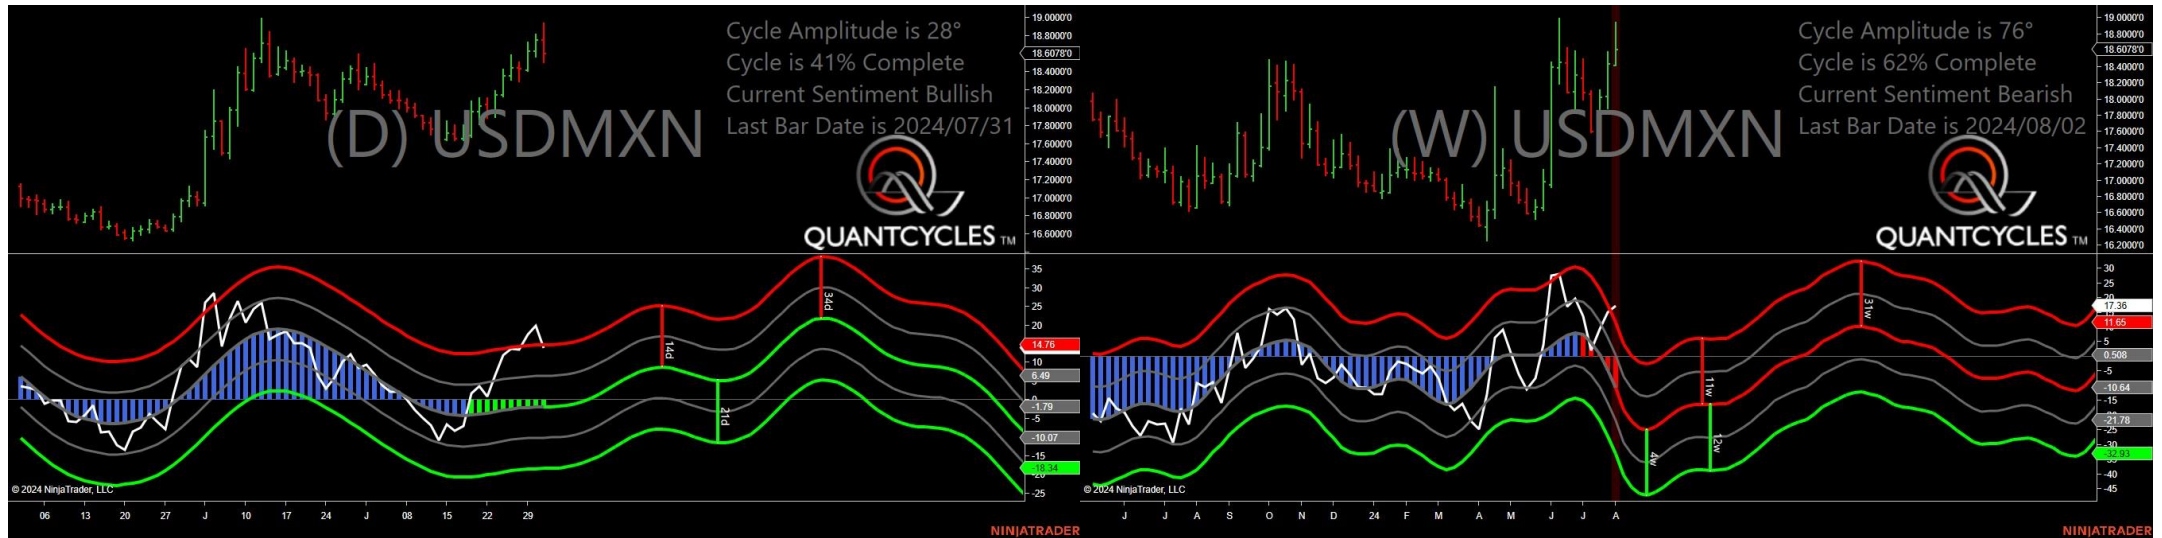 Cycle Amplitude is 28°
Cycle is 41% Complete
Current Sentiment Bullish
Last Bar Date is 2024/07/31
(D) USDMXN
QUANTCYCLES TM
19.0000'0
18.8000'0
18.6078'0
18.4000'0
18.2000'0
18.0000'0
17.8000'0
17.6000'0
17.4000'0
17.2000'0
17.0000'0
16.8000'0
16.6000'0
35
30
25
20
14.76
10
6.49
-1.79
-5
-10.07
-15
-18.34
-25
14d
21d
34d
© 2024 NinjaTrader, LLC
06 13 20 27 J 10 17 24 J 08 15 22 29
NINJATRADER
Cycle Amplitude is 76°
Cycle is 62% Complete
Current Sentiment Bearish
Last Bar Date is 2024/08/02
(W) USDMXN
QUANTCYCLES TM
19.0000'0
18.8000'0
18.6078'0
18.4000'0
18.2000'0
18.0000'0
17.8000'0
17.6000'0
17.4000'0
17.2000'0
17.0000'0
16.8000'0
16.6000'0
16.4000'0
16.2000'0
30
25
17.36
11.65
5
0.508
-5
-10.64
-15
-21.78
-25
-30
-32.93
-40
-45
4w
11w
12w
31w
© 2024 NinjaTrader, LLC
J J A S O N D 24 F M A M J J A
NINJATRADER